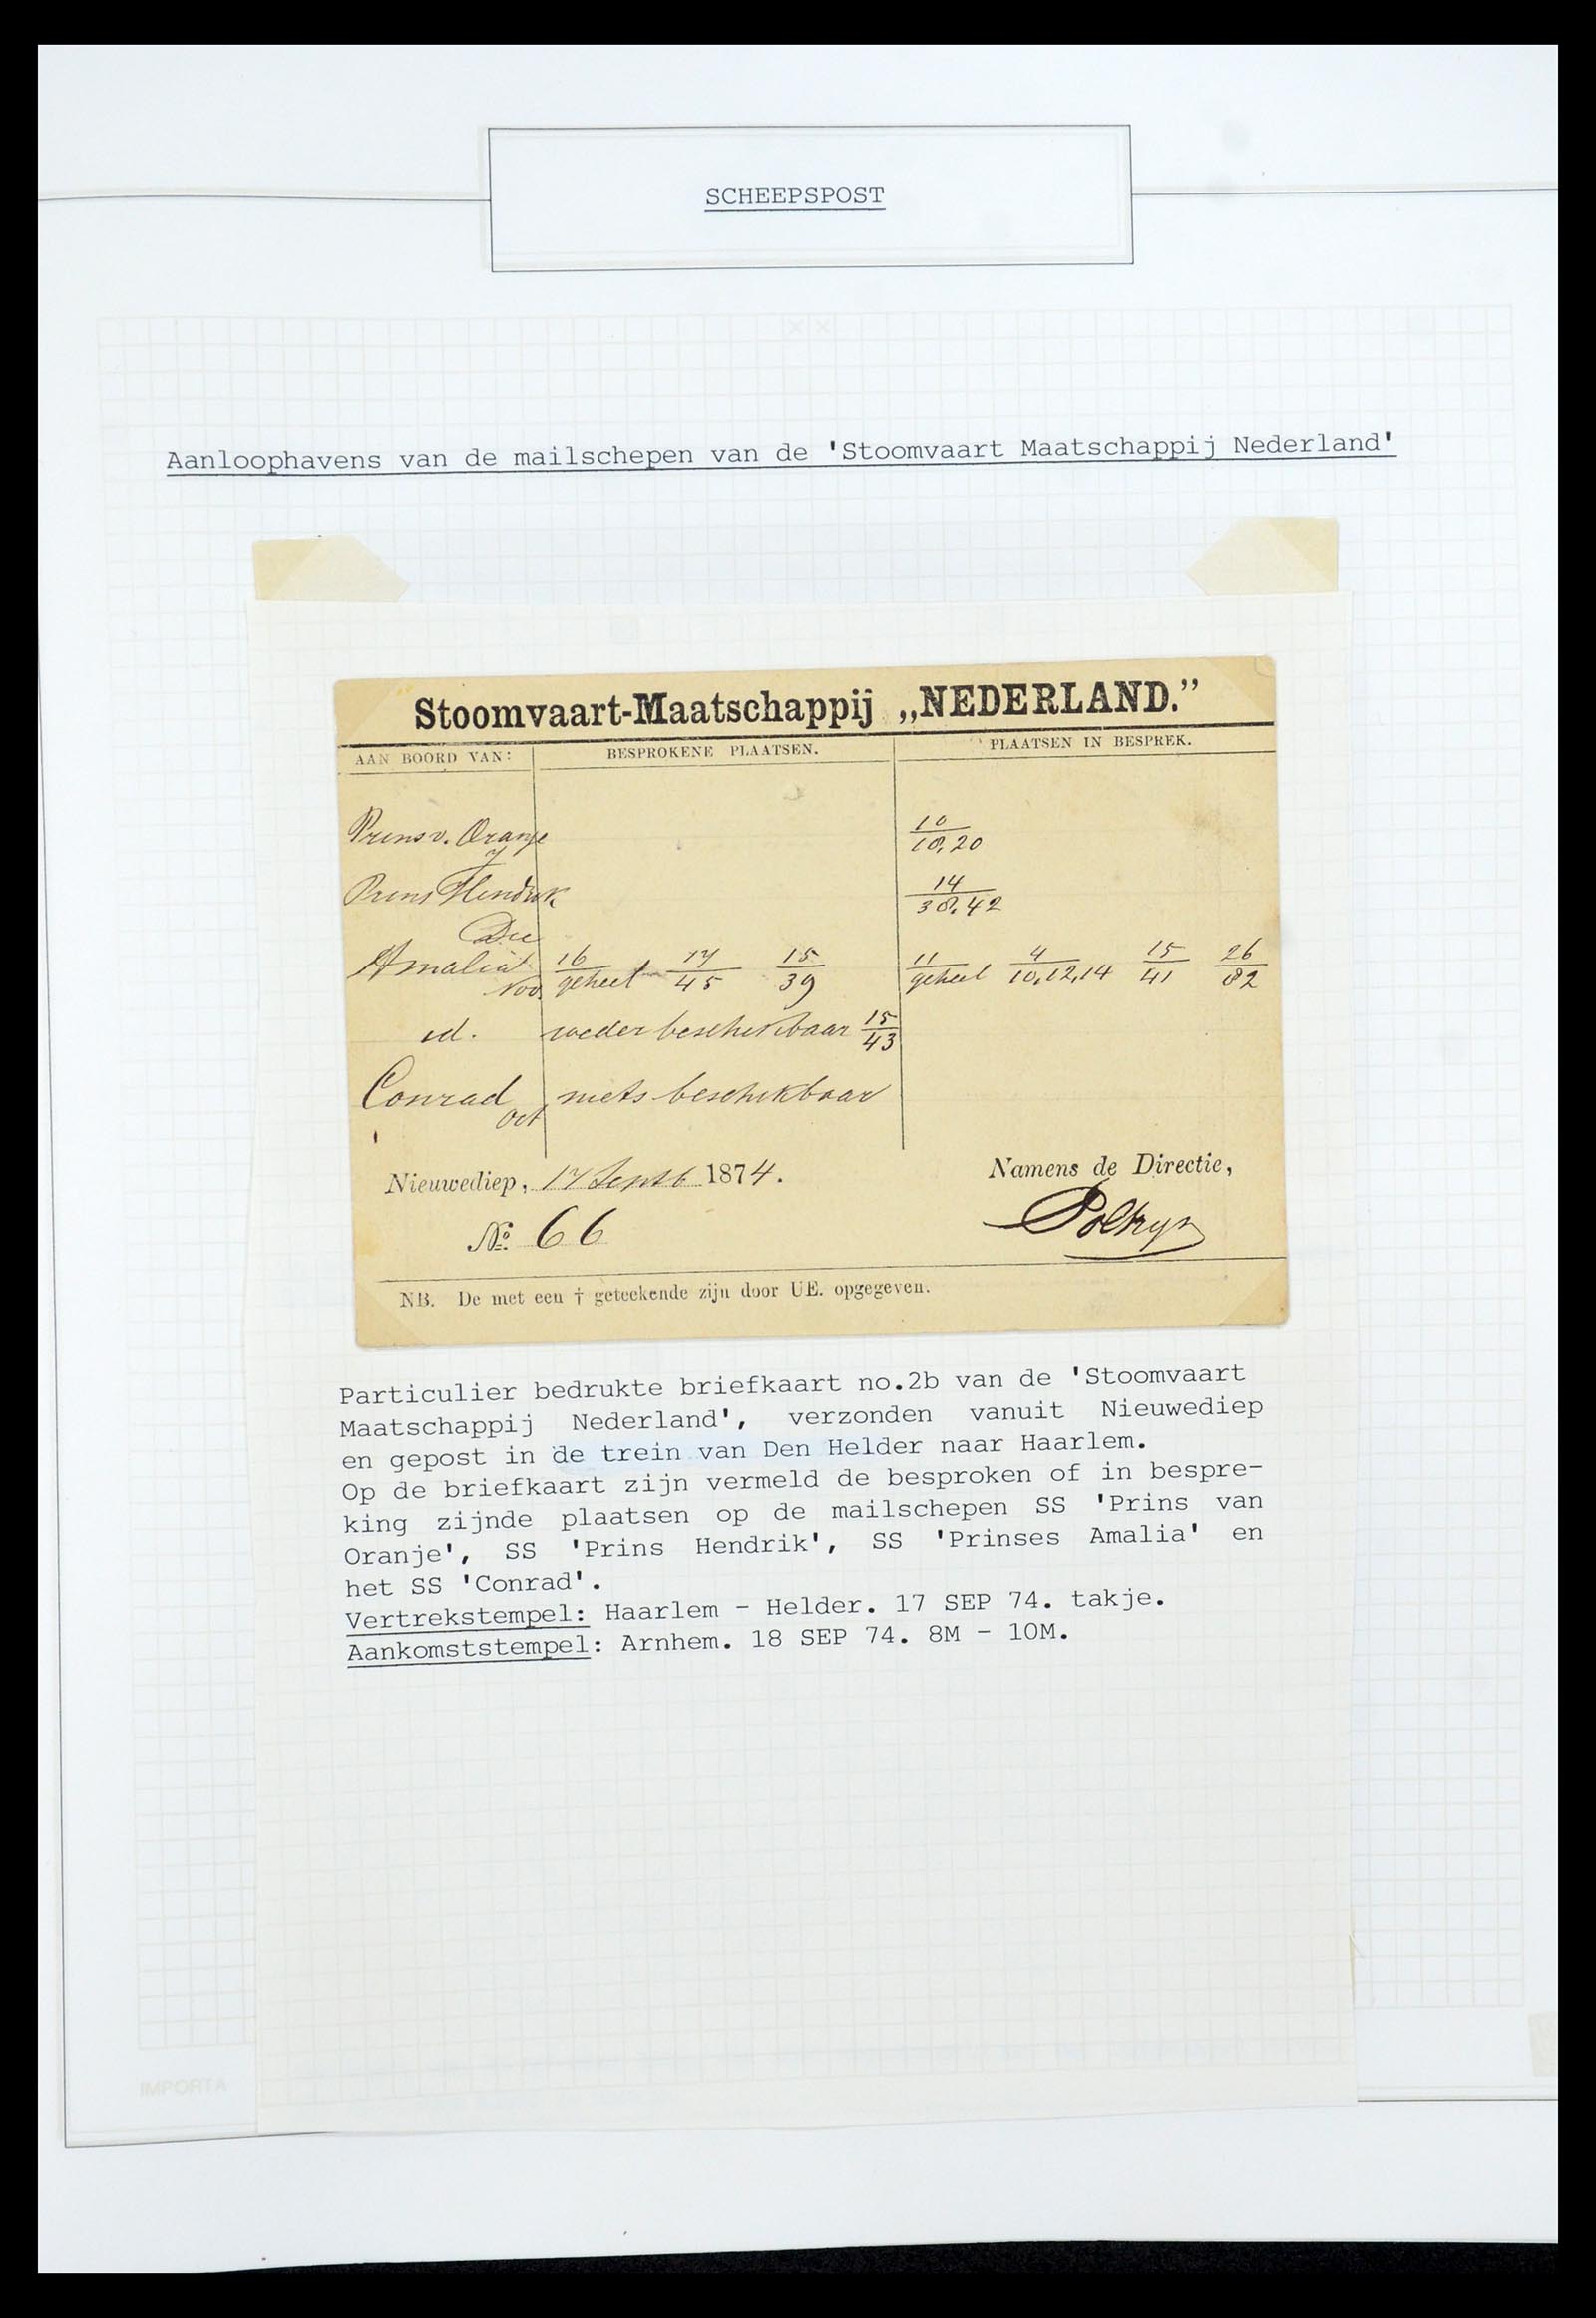 SCHEEPSPOST
Aanloophavens van de mailschepen van de 'Stoomvaart Maatschappij Nederland'
Stoomvaart-Maatschappij „NEDERLAND.”
AAN BOORD VAN: BESPROKENE PLAATSEN. PLAATSEN IN BESPREK.
Prins v. Oranje 10/18,20
Prins Hendrik 14/38,42
Dec
Amalia 16/geheel 17/45 15/39 11/geheel 4/10,12,14 15/41 26/82
Nov
id. weder beschikbaar 15/43
Conrad niets beschikbaar
Oct
Nieuwediep, 17 Septb 1874. Namens de Directie,
No. 66
NB. De met een † geteekende zijn door UE. opgegeven.
Particulier bedrukte briefkaart no.2b van de 'Stoomvaart
Maatschappij Nederland', verzonden vanuit Nieuwediep
en gepost in de trein van Den Helder naar Haarlem.
Op de briefkaart zijn vermeld de besproken of in bespre-
king zijnde plaatsen op de mailschepen SS 'Prins van
Oranje', SS 'Prins Hendrik', SS 'Prinses Amalia' en
het SS 'Conrad'.
Vertrekstempel: Haarlem - Helder. 17 SEP 74. takje.
Aankomststempel: Arnhem. 18 SEP 74. 8M - 10M.
IMPORTA